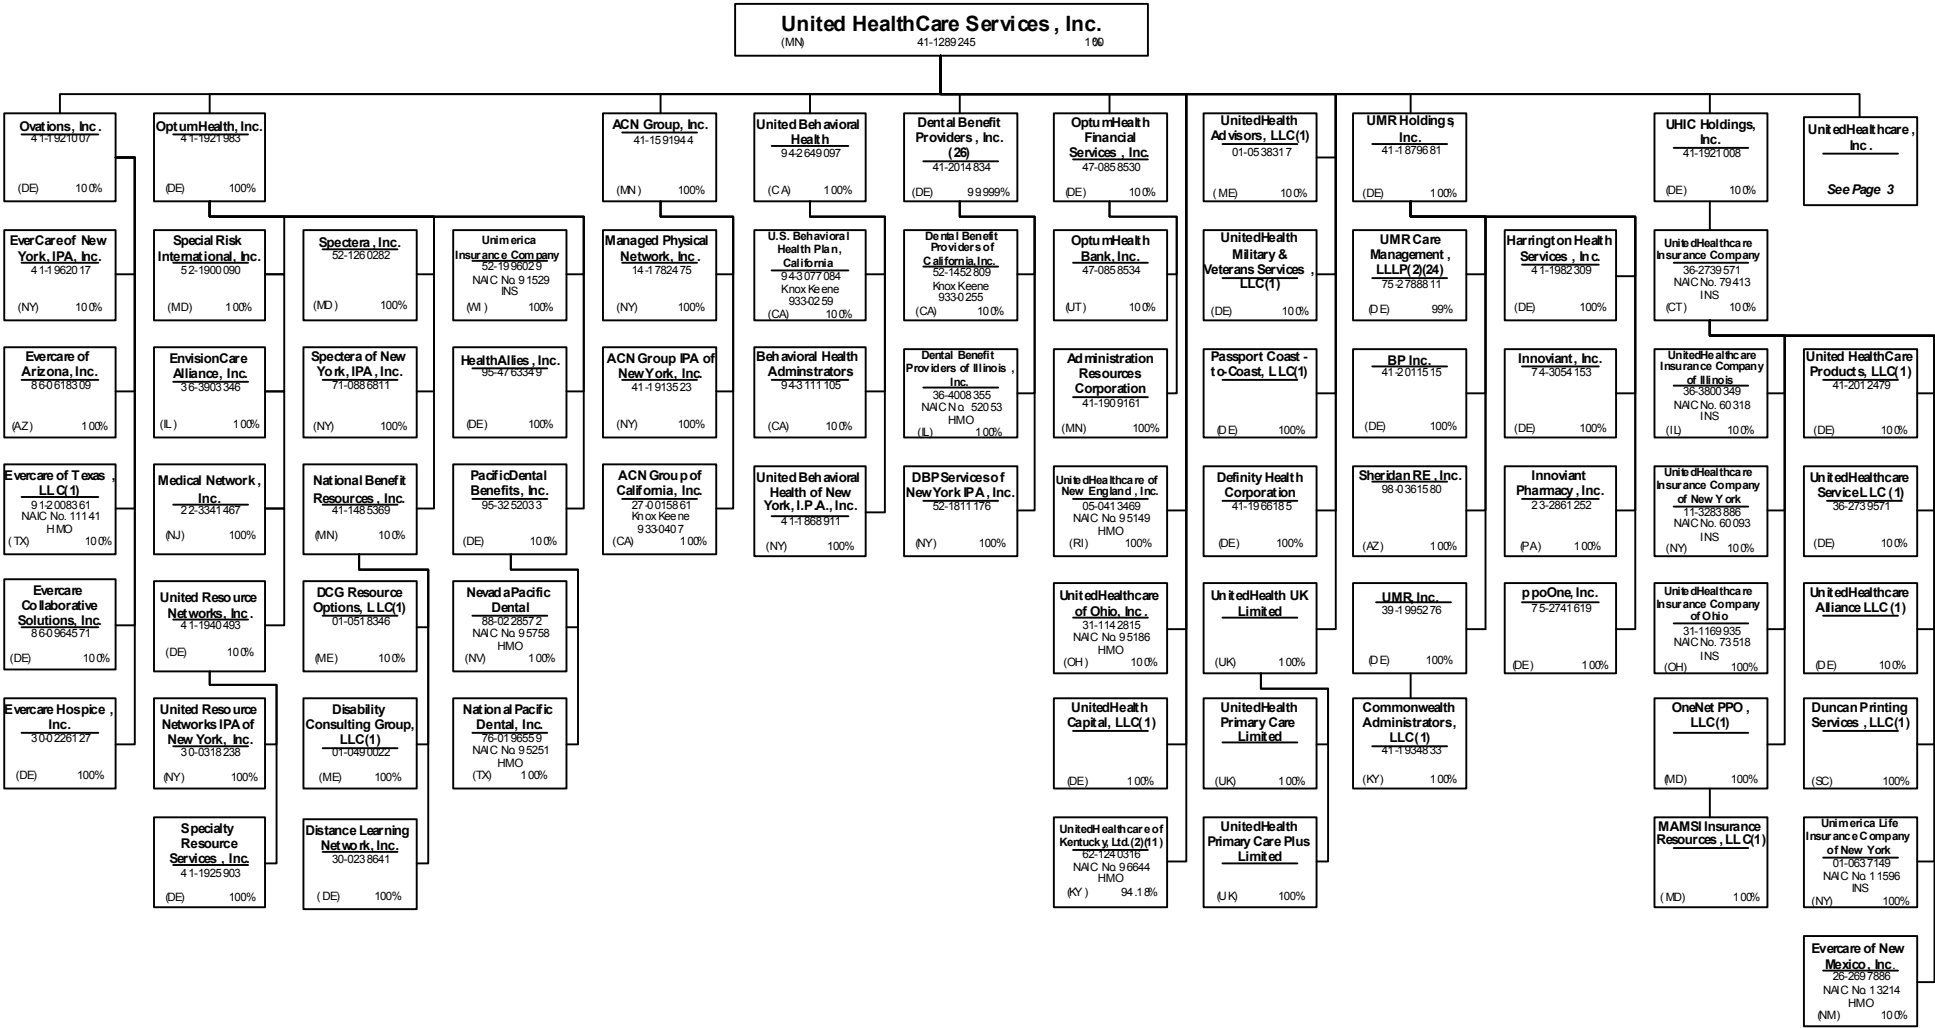 United HealthCare Services, Inc.
(MN) 41-1289245 100%
Ovations, Inc.
41-1921007
(DE) 100%
OptumHealth, Inc.
41-1921983
(DE) 100%
ACN Group, Inc.
41-1591944
(MN) 100%
United Behavioral
Health
94-2649097
(CA) 100%
Dental Benefit
Providers, Inc.
(26)
41-2014834
(DE) 99999%
OptumHealth
Financial
Services, Inc.
47-0858530
(DE) 100%
UnitedHealth
Advisors, LLC(1)
01-0538317
(ME) 100%
UMR Holdings,
Inc.
41-1879681
(DE) 100%
UHIC Holdings,
Inc.
41-1921008
(DE) 100%
UnitedHealthcare,
Inc.
See Page 3
EverCare of New
York, IPA, Inc.
41-1962017
(NY) 100%
Special Risk
International, Inc.
52-1900090
(MD) 100%
Spectera, Inc.
52-1260282
(MD) 100%
Unimerica
Insurance Company
52-1996029
NAIC No. 91529
INS
(WI) 100%
Managed Physical
Network, Inc.
14-1782475
(NY) 100%
U.S. Behavioral
Health Plan,
California
94-3077084
Knox Keene
933-0259
(CA) 100%
Dental Benefit
Providers of
California, Inc.
52-1452809
Knox Keene
933-0255
(CA) 100%
OptumHealth
Bank, Inc.
47-0858534
(UT) 100%
UnitedHealth
Military &
Veterans Services,
LLC(1)
(DE) 100%
UMR Care
Management,
LLLP(2)(24)
75-2788811
(DE) 99%
Harrington Health
Services, Inc.
41-1982309
(DE) 100%
UnitedHealthcare
Insurance Company
36-2739571
NAIC No. 79413
INS
(CT) 100%
Evercare of
Arizona, Inc.
86-0618309
(AZ) 100%
EnvisionCare
Alliance, Inc.
36-3903346
(IL) 100%
Spectera of New
York, IPA, Inc.
71-0886811
(NY) 100%
HealthAllies, Inc.
95-4763349
(DE) 100%
ACN Group IPA of
New York, Inc.
41-1913523
(NY) 100%
Behavioral Health
Adminstrators
94-3111105
(CA) 100%
Dental Benefit
Providers of Illinois,
Inc.
36-4008355
NAIC No. 52053
HMO
(IL) 100%
Administration
Resources
Corporation
41-1909161
(MN) 100%
Passport Coast-
to-Coast, LLC(1)
(DE) 100%
BP Inc.
41-2011515
(DE) 100%
Innoviant, Inc.
74-3054153
(DE) 100%
UnitedHealthcare
Insurance Company
of Illinois
36-3800349
NAIC No. 60318
INS
(IL) 100%
United HealthCare
Products, LLC(1)
41-2012479
(DE) 100%
Evercare of Texas,
LLC(1)
91-2008361
NAIC No. 11141
HMO
(TX) 100%
Medical Network,
Inc.
22-3341467
(NJ) 100%
National Benefit
Resources, Inc.
41-1485369
(MN) 100%
PacificDental
Benefits, Inc.
95-3252033
(DE) 100%
ACN Group of
California, Inc.
27-0015861
Knox Keene
933-0407
(CA) 100%
United Behavioral
Health of New
York, I.P.A., Inc.
41-1868911
(NY) 100%
DBP Services of
New York IPA, Inc.
52-1811176
(NY) 100%
UnitedHealthcare of
New England, Inc.
05-0413469
NAIC No. 95149
HMO
(RI) 100%
Definity Health
Corporation
41-1966185
(DE) 100%
Sheridan RE, Inc.
98-0361580
(AZ) 100%
Innoviant
Pharmacy, Inc.
23-2861252
(PA) 100%
UnitedHealthcare
Insurance Company
of New York
11-3283886
NAIC No. 60093
INS
(NY) 100%
UnitedHealthcare
Service LLC (1)
36-2739571
(DE) 100%
Evercare
Collaborative
Solutions, Inc.
86-0964571
(DE) 100%
United Resource
Networks, Inc.
41-1940493
(DE) 100%
DCG Resource
Options, LLC(1)
01-0518346
(ME) 100%
Nevada Pacific
Dental
88-0228572
NAIC No. 95758
HMO
(NV) 100%
UnitedHealthcare
of Ohio, Inc.
31-1142815
NAIC No. 95186
HMO
(OH) 100%
UnitedHealth UK
Limited
(UK) 100%
UMR, Inc.
39-1995276
(DE) 100%
ppoOne, Inc.
75-2741619
(DE) 100%
UnitedHealthcare
Insurance Company
of Ohio
31-1169935
NAIC No. 73518
INS
(OH) 100%
UnitedHealthcare
Alliance LLC (1)
(DE) 100%
Evercare Hospice,
Inc.
30-0226127
(DE) 100%
United Resource
Networks IPA of
New York, Inc.
30-0318238
(NY) 100%
Disability
Consulting Group,
LLC(1)
01-0490022
(ME) 100%
National Pacific
Dental, Inc.
76-0196559
NAIC No. 95251
HMO
(TX) 100%
UnitedHealth
Capital, LLC(1)
(DE) 100%
UnitedHealth
Primary Care
Limited
(UK) 100%
Commonwealth
Administrators,
LLC(1)
41-1934833
(KY) 100%
OneNet PPO,
LLC(1)
(MD) 100%
Duncan Printing
Services, LLC(1)
(SC) 100%
Specialty
Resource
Services, Inc.
41-1925903
(DE) 100%
Distance Learning
Network, Inc.
30-0238641
(DE) 100%
UnitedHealthcare of
Kentucky, Ltd.(2)(11)
62-1240316
NAIC No. 96644
HMO
(KY) 94.18%
UnitedHealth
Primary Care Plus
Limited
(UK) 100%
MAMSI Insurance
Resources, LLC(1)
(MD) 100%
Unimerica Life
Insurance Company
of New York
01-0637149
NAIC No. 11596
INS
(NY) 100%
Evercare of New
Mexico, Inc.
26-2697886
NAIC No. 13214
HMO
(NM) 100%